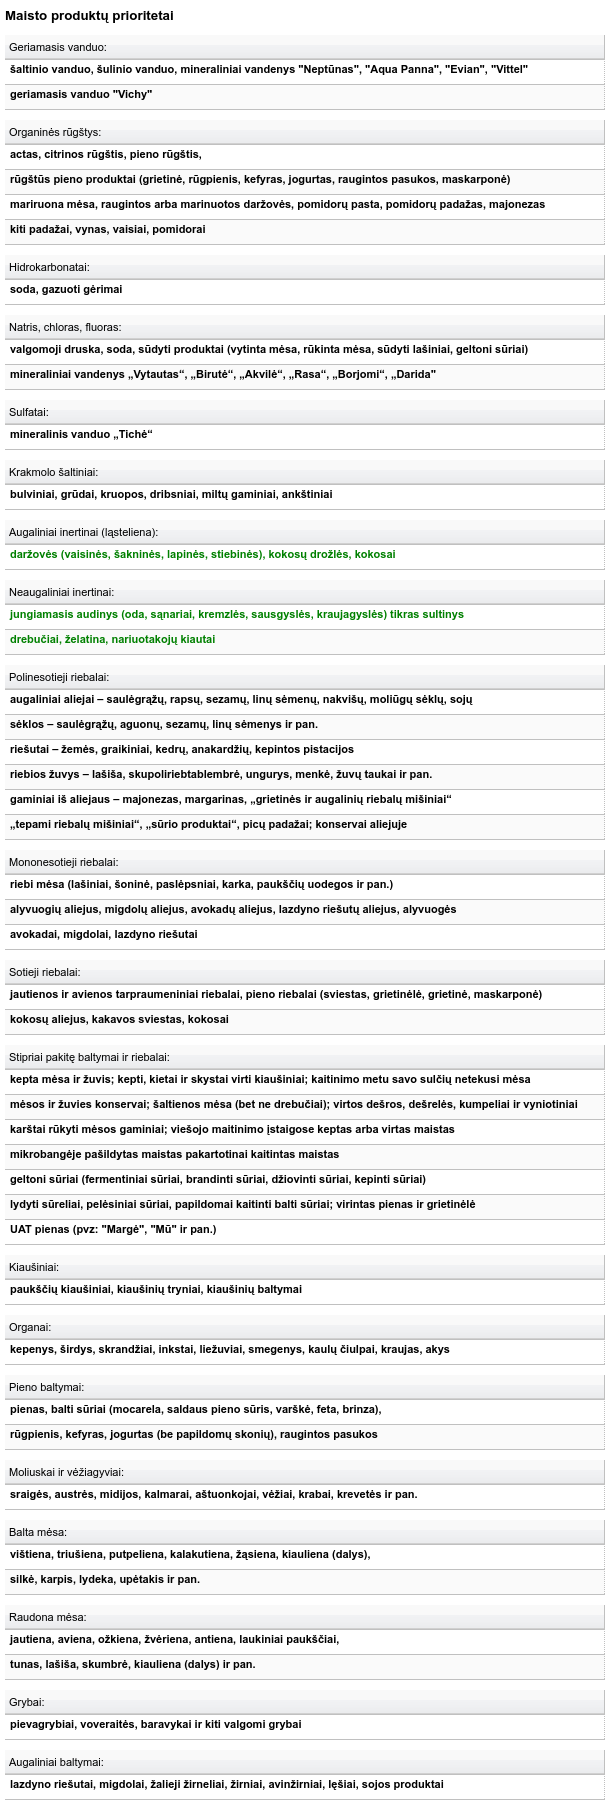 Maisto produktų prioritetai
Geriamasis vanduo:
šaltinio vanduo, šulinio vanduo, mineraliniai vandenys "Neptūnas", "Aqua Panna", "Evian", "Vittel"
geriamasis vanduo "Vichy"
Organinės rūgštys:
actas, citrinos rūgštis, pieno rūgštis,
rūgštūs pieno produktai (grietinė, rūgpienis, kefyras, jogurtas, raugintos pasukos, maskarponė)
mariruona mėsa, raugintos arba marinuotos daržovės, pomidorų pasta, pomidorų padažas, majonezas
kiti padažai, vynas, vaisiai, pomidorai
Hidrokarbonatai:
soda, gazuoti gėrimai
Natris, chloras, fluoras:
valgomoji druska, soda, sūdyti produktai (vytinta mėsa, rūkinta mėsa, sūdyti lašiniai, geltoni sūriai)
mineraliniai vandenys „Vytautas“, „Birutė“, „Akvilė“, „Rasa“, „Borjomi“, „Darida"
Sulfatai:
mineralinis vanduo „Tichė“
Krakmolo šaltiniai:
bulviniai, grūdai, kruopos, dribsniai, miltų gaminiai, ankštiniai
Augaliniai inertinai (ląsteliena):
daržovės (vaisinės, šakninės, lapinės, stiebinės), kokosų drožlės, kokosai
Neaugaliniai inertinai:
jungiamasis audinys (oda, sąnariai, kremzlės, sausgyslės, kraujagyslės) tikras sultinys
drebučiai, želatina, nariuotakojų kiautai
Polinesotieji riebalai:
augaliniai aliejai – saulėgrąžų, rapsų, sezamų, linų sėmenų, nakvišų, moliūgų sėklų, sojų
sėklos – saulėgrąžų, aguonų, sezamų, linų sėmenys ir pan.
riešutai – žemės, graikiniai, kedrų, anakardžių, kepintos pistacijos
riebios žuvys – lašiša, skupoliriebtablembrė, ungurys, menkė, žuvų taukai ir pan.
gaminiai iš aliejaus – majonezas, margarinas, „grietinės ir augalinių riebalų mišiniai“
„tepami riebalų mišiniai“, „sūrio produktai“, picų padažai; konservai aliejuje
Mononesotieji riebalai:
riebi mėsa (lašiniai, šoninė, paslėpsniai, karka, paukščių uodegos ir pan.)
alyvuogių aliejus, migdolų aliejus, avokadų aliejus, lazdyno riešutų aliejus, alyvuogės
avokadai, migdolai, lazdyno riešutai
Sotieji riebalai:
jautienos ir avienos tarpraumeniniai riebalai, pieno riebalai (sviestas, grietinėlė, grietinė, maskarponė)
kokosų aliejus, kakavos sviestas, kokosai
Stipriai pakitę baltymai ir riebalai:
kepta mėsa ir žuvis; kepti, kietai ir skystai virti kiaušiniai; kaitinimo metu savo sulčių netekusi mėsa
mėsos ir žuvies konservai; šaltienos mėsa (bet ne drebučiai); virtos dešros, dešrelės, kumpeliai ir vyniotiniai
karštai rūkyti mėsos gaminiai; viešojo maitinimo įstaigose keptas arba virtas maistas
mikrobangėje pašildytas maistas pakartotinai kaitintas maistas
geltoni sūriai (fermentiniai sūriai, brandinti sūriai, džiovinti sūriai, kepinti sūriai)
lydyti sūreliai, pelėsiniai sūriai, papildomai kaitinti balti sūriai; virintas pienas ir grietinėlė
UAT pienas (pvz: "Margė", "Mū" ir pan.)
Kiaušiniai:
paukščių kiaušiniai, kiaušinių tryniai, kiaušinių baltymai
Organai:
kepenys, širdys, skrandžiai, inkstai, liežuviai, smegenys, kaulų čiulpai, kraujas, akys
Pieno baltymai:
pienas, balti sūriai (mocarela, saldaus pieno sūris, varškė, feta, brinza),
rūgpienis, kefyras, jogurtas (be papildomų skonių), raugintos pasukos
Moliuskai ir vėžiagyviai:
sraigės, austrės, midijos, kalmarai, aštuonkojai, vėžiai, krabai, krevetės ir pan.
Balta mėsa:
vištiena, triušiena, putpeliena, kalakutiena, žąsiena, kiauliena (dalys),
silkė, karpis, lydeka, upėtakis ir pan.
Raudona mėsa:
jautiena, aviena, ožkiena, žvėriena, antiena, laukiniai paukščiai,
tunas, lašiša, skumbrė, kiauliena (dalys) ir pan.
Grybai:
pievagrybiai, voveraitės, baravykai ir kiti valgomi grybai
Augaliniai baltymai:
lazdyno riešutai, migdolai, žalieji žirneliai, žirniai, avinžirniai, lęšiai, sojos produktai